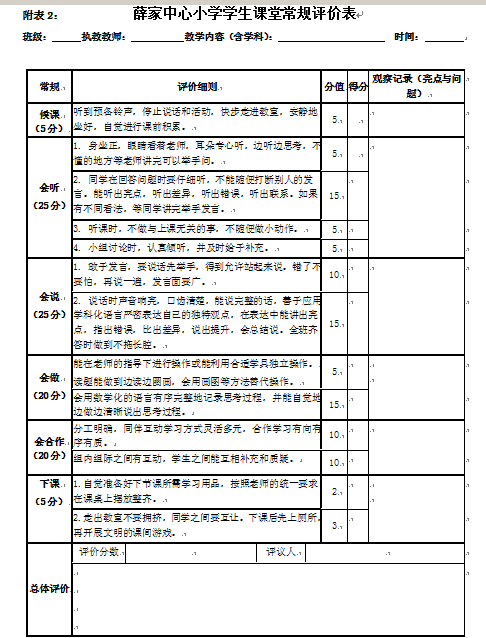 附表2：
薛家中心小学学生课堂常规评价表
班级： 执教教师： 教学内容（含学科）： 时间：
常规 评价细则 分值 得分 观察记录（亮点与问
题）
候课
（5分）
听到预备铃声，停止说话和活动，快步走进教室，安静地
坐好，自觉进行课前积累。
5
会听
（25分）
1. 身坐正，眼睛看着老师，耳朵专心听，边听边思考，不
懂的地方等老师讲完可以举手问。
5
2. 同学在回答问题时要仔细听，不能随便打断别人的发
言。能听出亮点，听出差异，听出错误，听出联系。如果
有不同看法，等同学讲完举手发言。
15
3. 听课时，不做与上课无关的事，不随便做小动作。
5
4. 小组讨论时，认真倾听，并及时给予补充。
5
会说
（25分）
1. 敢于发言，要说话先举手，得到允许站起来说。错了不
要怕，再说一遍，发言面要广。
10
2. 说话时声音响亮，口齿清楚，能说完整的话，善于应用
学科化语言严密表达自己的独特观点，在表达中能讲出亮
点，指出错误，比出差异，说出提升，会总结说。全班齐
答时做到不拖长腔。
15
会做
（20分）
能在老师的指导下进行操作或能利用合适学具独立操作。
读题能做到边读边圈画，会用画图等方法替代操作。
5
会用数学化的语言有序完整地记录思考过程，并能自觉地
边做边清晰说出思考过程。
15
会合作
（20分）
分工明确，同伴互动学习方式灵活多元，合作学习有向有
序有质。
10
组内组际之间有互动，学生之间能互相补充和质疑。
10
下课
（5分）
1.自觉准备好下节课所需学习用品，按照老师的统一要求
在课桌上摆放整齐。
2
2.走出教室不要拥挤，同学之间要互让。下课后先上厕所，
再开展文明的课间游戏。
3
总体评价
评价分数 评议人